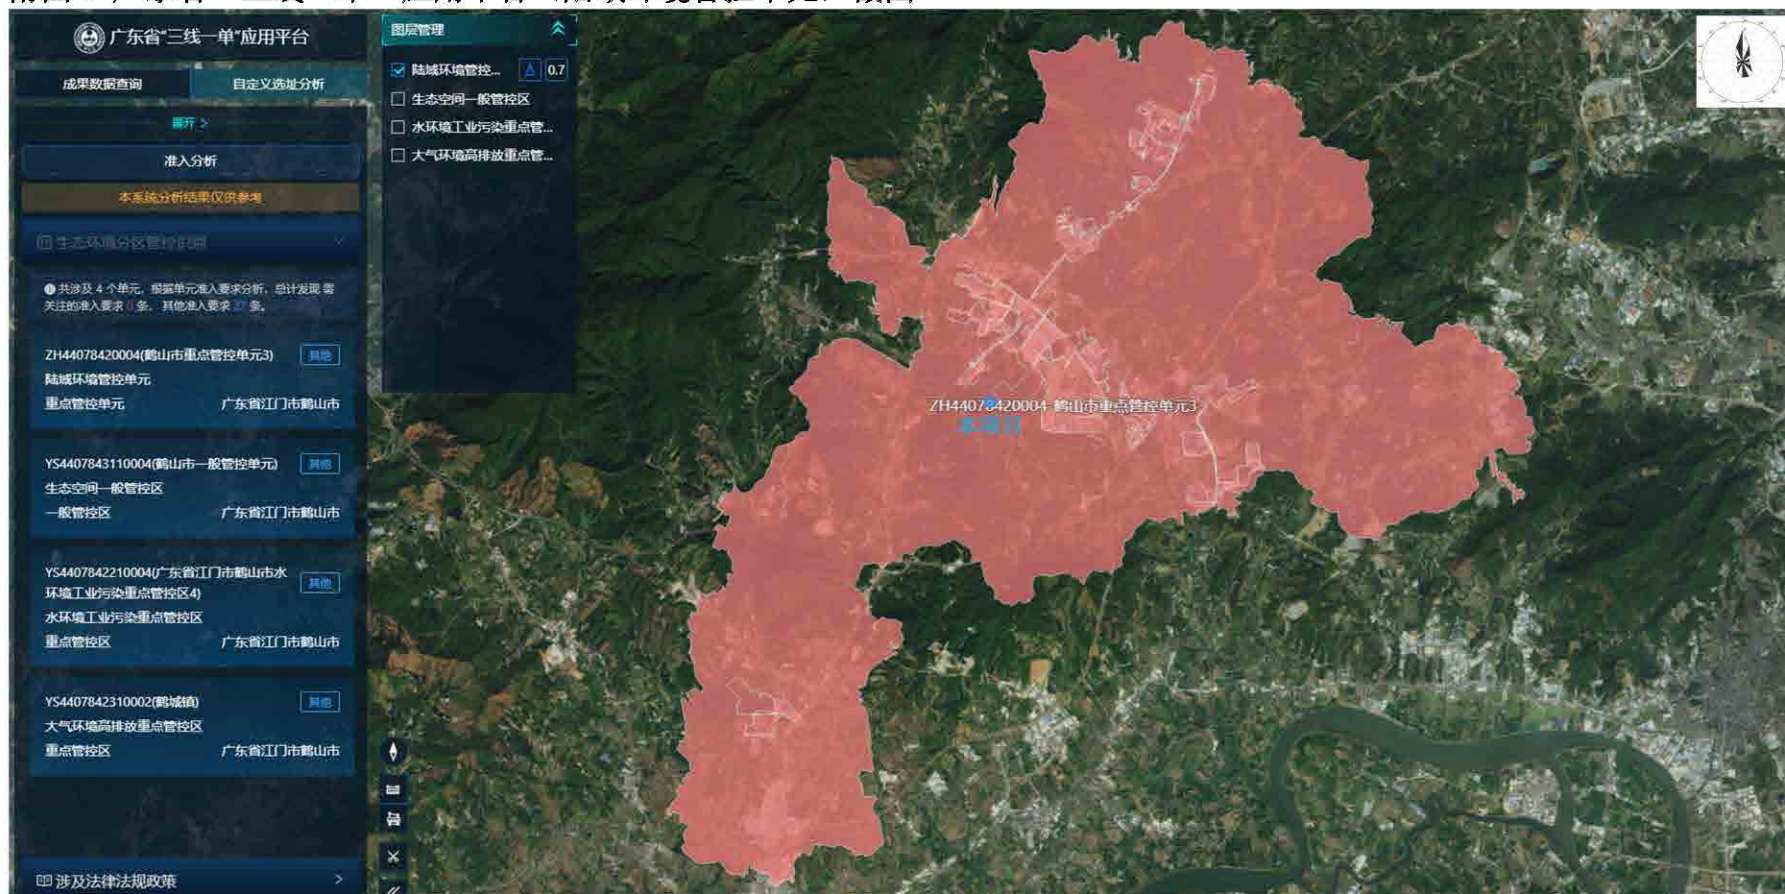 广东省“三线一单”应用平台
成果数据查询
自定义选址分析
展开
准入分析
本系统分析结果仅供参考
生态环境分区管控
共涉及 4 个单元，根据单元准入要求分析，总计发现 需
关注的准入要求 0 条，其他准入要求 20 条。
ZH44078420004(鹤山市重点管控单元3)
其他
陆域环境管控单元
重点管控单元
广东省江门市鹤山市
YS4407843110004(鹤山市一般管控单元)
其他
生态空间一般管控区
一般管控区
广东省江门市鹤山市
YS4407842210004(广东省江门市鹤山市水
环境工业污染重点管控区4)
其他
水环境工业污染重点管控区
重点管控区
广东省江门市鹤山市
YS4407842310002(鹤城镇)
其他
大气环境高排放重点管控区
重点管控区
广东省江门市鹤山市
涉及法律法规政策
图层管理
陆域环境管控...
0.7
生态空间一般管控区
水环境工业污染重点管...
大气环境高排放重点管...
ZH44078420004-鹤山市重点管控单元3
本项目